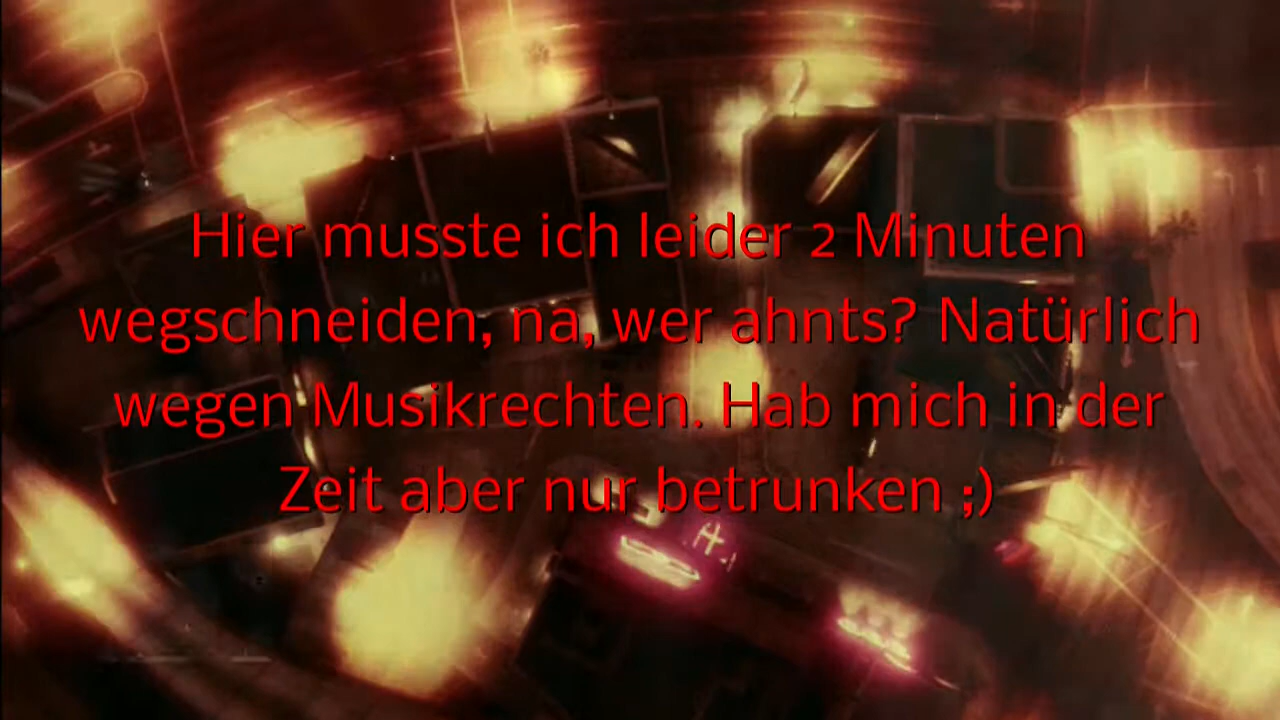 Hier musste ich leider 2 Minuten
wegschneiden, na, wer ahnts? Natürlich
wegen Musikrechten. Hab mich in der
Zeit aber nur betrunken ;)